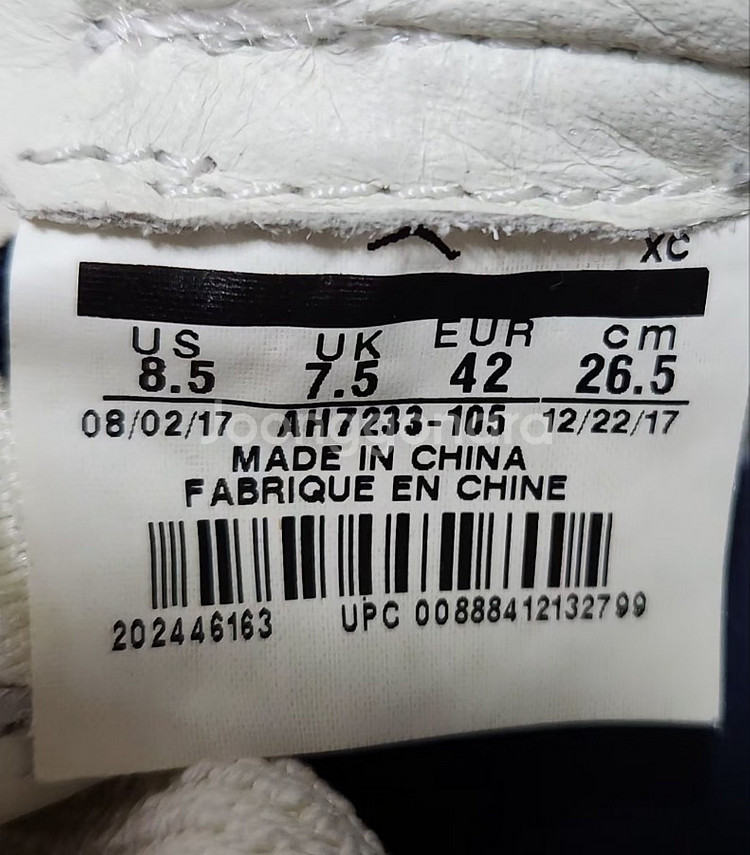 XC
US UK EUR cm
8.5 7.5 42 26.5
08/02/17 AH7233-105 12/22/17
Joonggonara
MADE IN CHINA
FABRIQUE EN CHINE
202446163 UPC 00888412132799